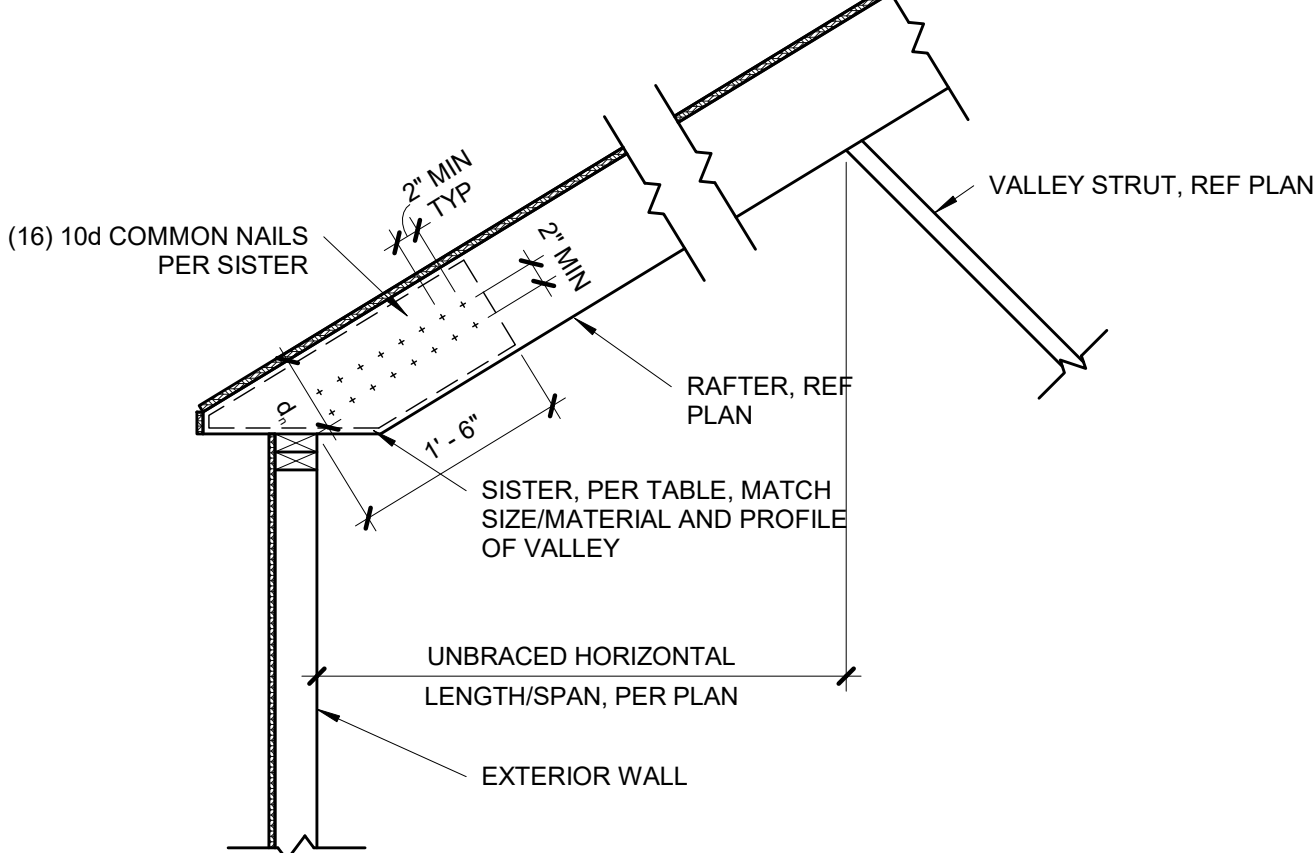 2" MIN
TYP
VALLEY STRUT, REF PLAN
(16) 10d COMMON NAILS
PER SISTER
2" MIN
RAFTER, REF
PLAN
dn
1' - 6"
SISTER, PER TABLE, MATCH
SIZE/MATERIAL AND PROFILE
OF VALLEY
UNBRACED HORIZONTAL
LENGTH/SPAN, PER PLAN
EXTERIOR WALL